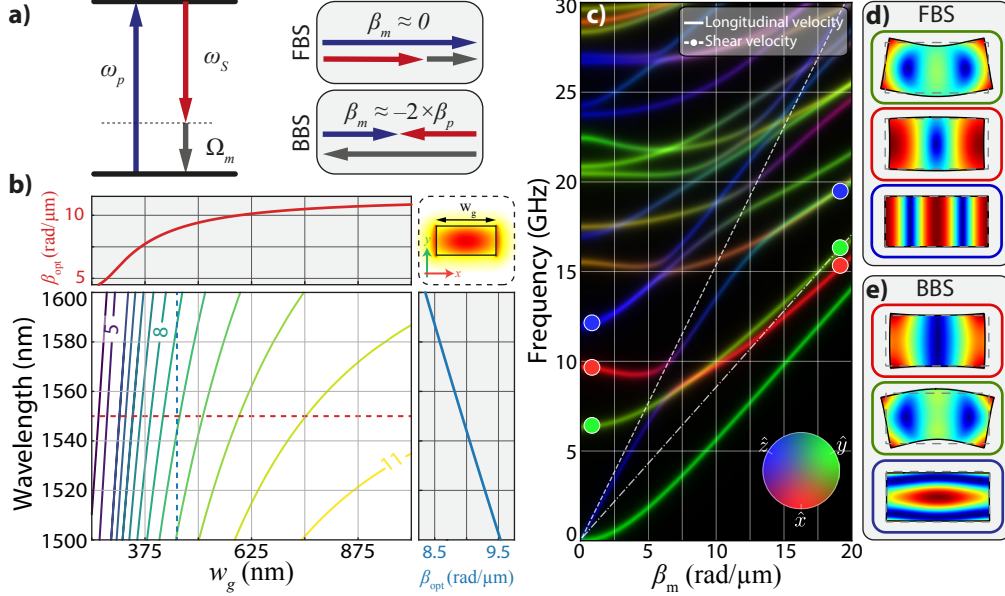 a)
ω_p
ω_S
Ω_m
FBS
β_m ≈ 0
BBS
β_m ≈ −2 × β_p
b)
β_opt (rad/μm)
10
5
w_g
y
x
Wavelength (nm)
1600
1580
1560
1540
1520
1500
5
8
11
375
625
875
w_g (nm)
8.5
9.5
β_opt (rad/μm)
c)
Frequency (GHz)
30
25
20
15
10
5
0
Longitudinal velocity
Shear velocity
ẑ
ŷ
x̂
0
5
10
15
20
β_m (rad/μm)
d)
FBS
e)
BBS